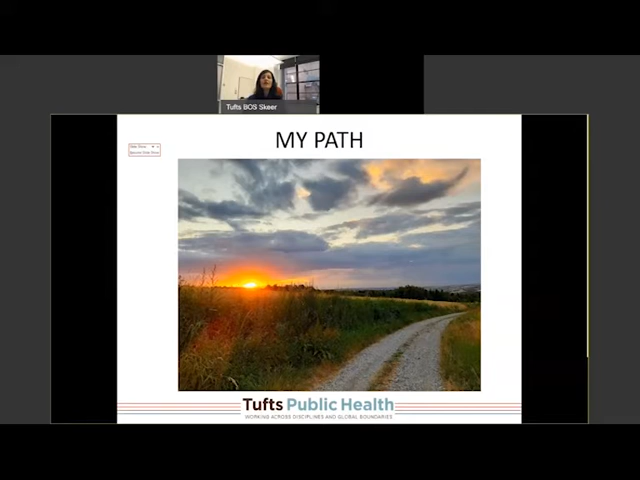 Tufts BOS Skeer
MY PATH
Tufts Public Health
WORKING ACROSS DISCIPLINES AND GLOBAL BOUNDARIES